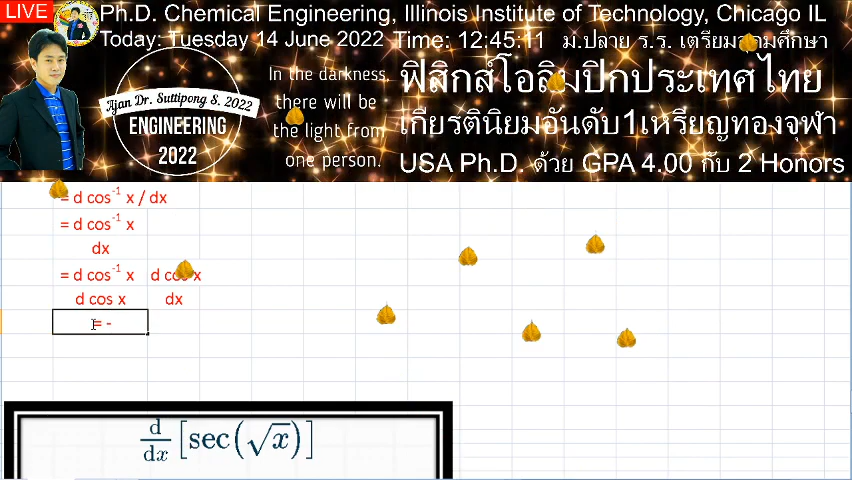 LIVE
Ph.D. Chemical Engineering, Illinois Institute of Technology, Chicago IL
Today: Tuesday 14 June 2022 Time: 12:45:11 ม.ปลาย ร.ร. เตรียมอุดมศึกษา
Ajan Dr. Suttipong S. 2022
ENGINEERING
2022
In the darkness,
there will be
the light from
one person.
ฟิสิกส์โอลิมปิกประเทศไทย
เกียรตินิยมอันดับ1เหรียญทองจุฬา
USA Ph.D. ด้วย GPA 4.00 กับ 2 Honors
= d cos⁻¹ x / dx
= d cos⁻¹ x
dx
= d cos⁻¹ x d cos x
d cos x dx
= -
d/dx [sec(√x)]